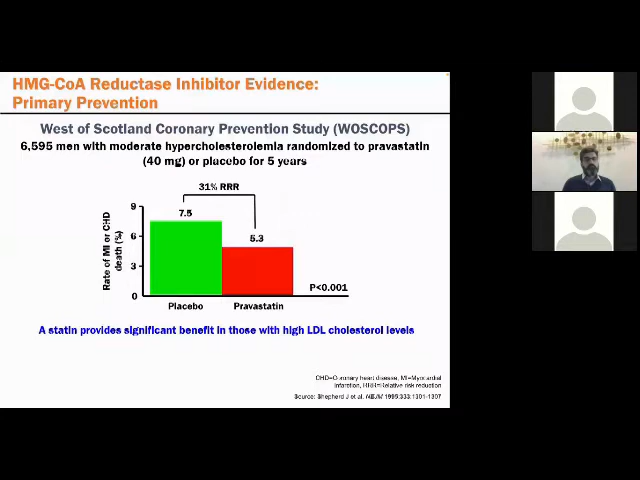 HMG-CoA Reductase Inhibitor Evidence:
Primary Prevention
West of Scotland Coronary Prevention Study (WOSCOPS)
6,595 men with moderate hypercholesterolemia randomized to pravastatin
(40 mg) or placebo for 5 years
31% RRR
Rate of MI or CHD
death (%)
9
6
3
0
7.5
5.3
P<0.001
Placebo
Pravastatin
A statin provides significant benefit in those with high LDL cholesterol levels
CHD=Coronary heart disease, MI=Myocardial
infarction, RRR=Relative risk reduction
Source: Shepherd J et al. NEJM 1995;333:1301-1307